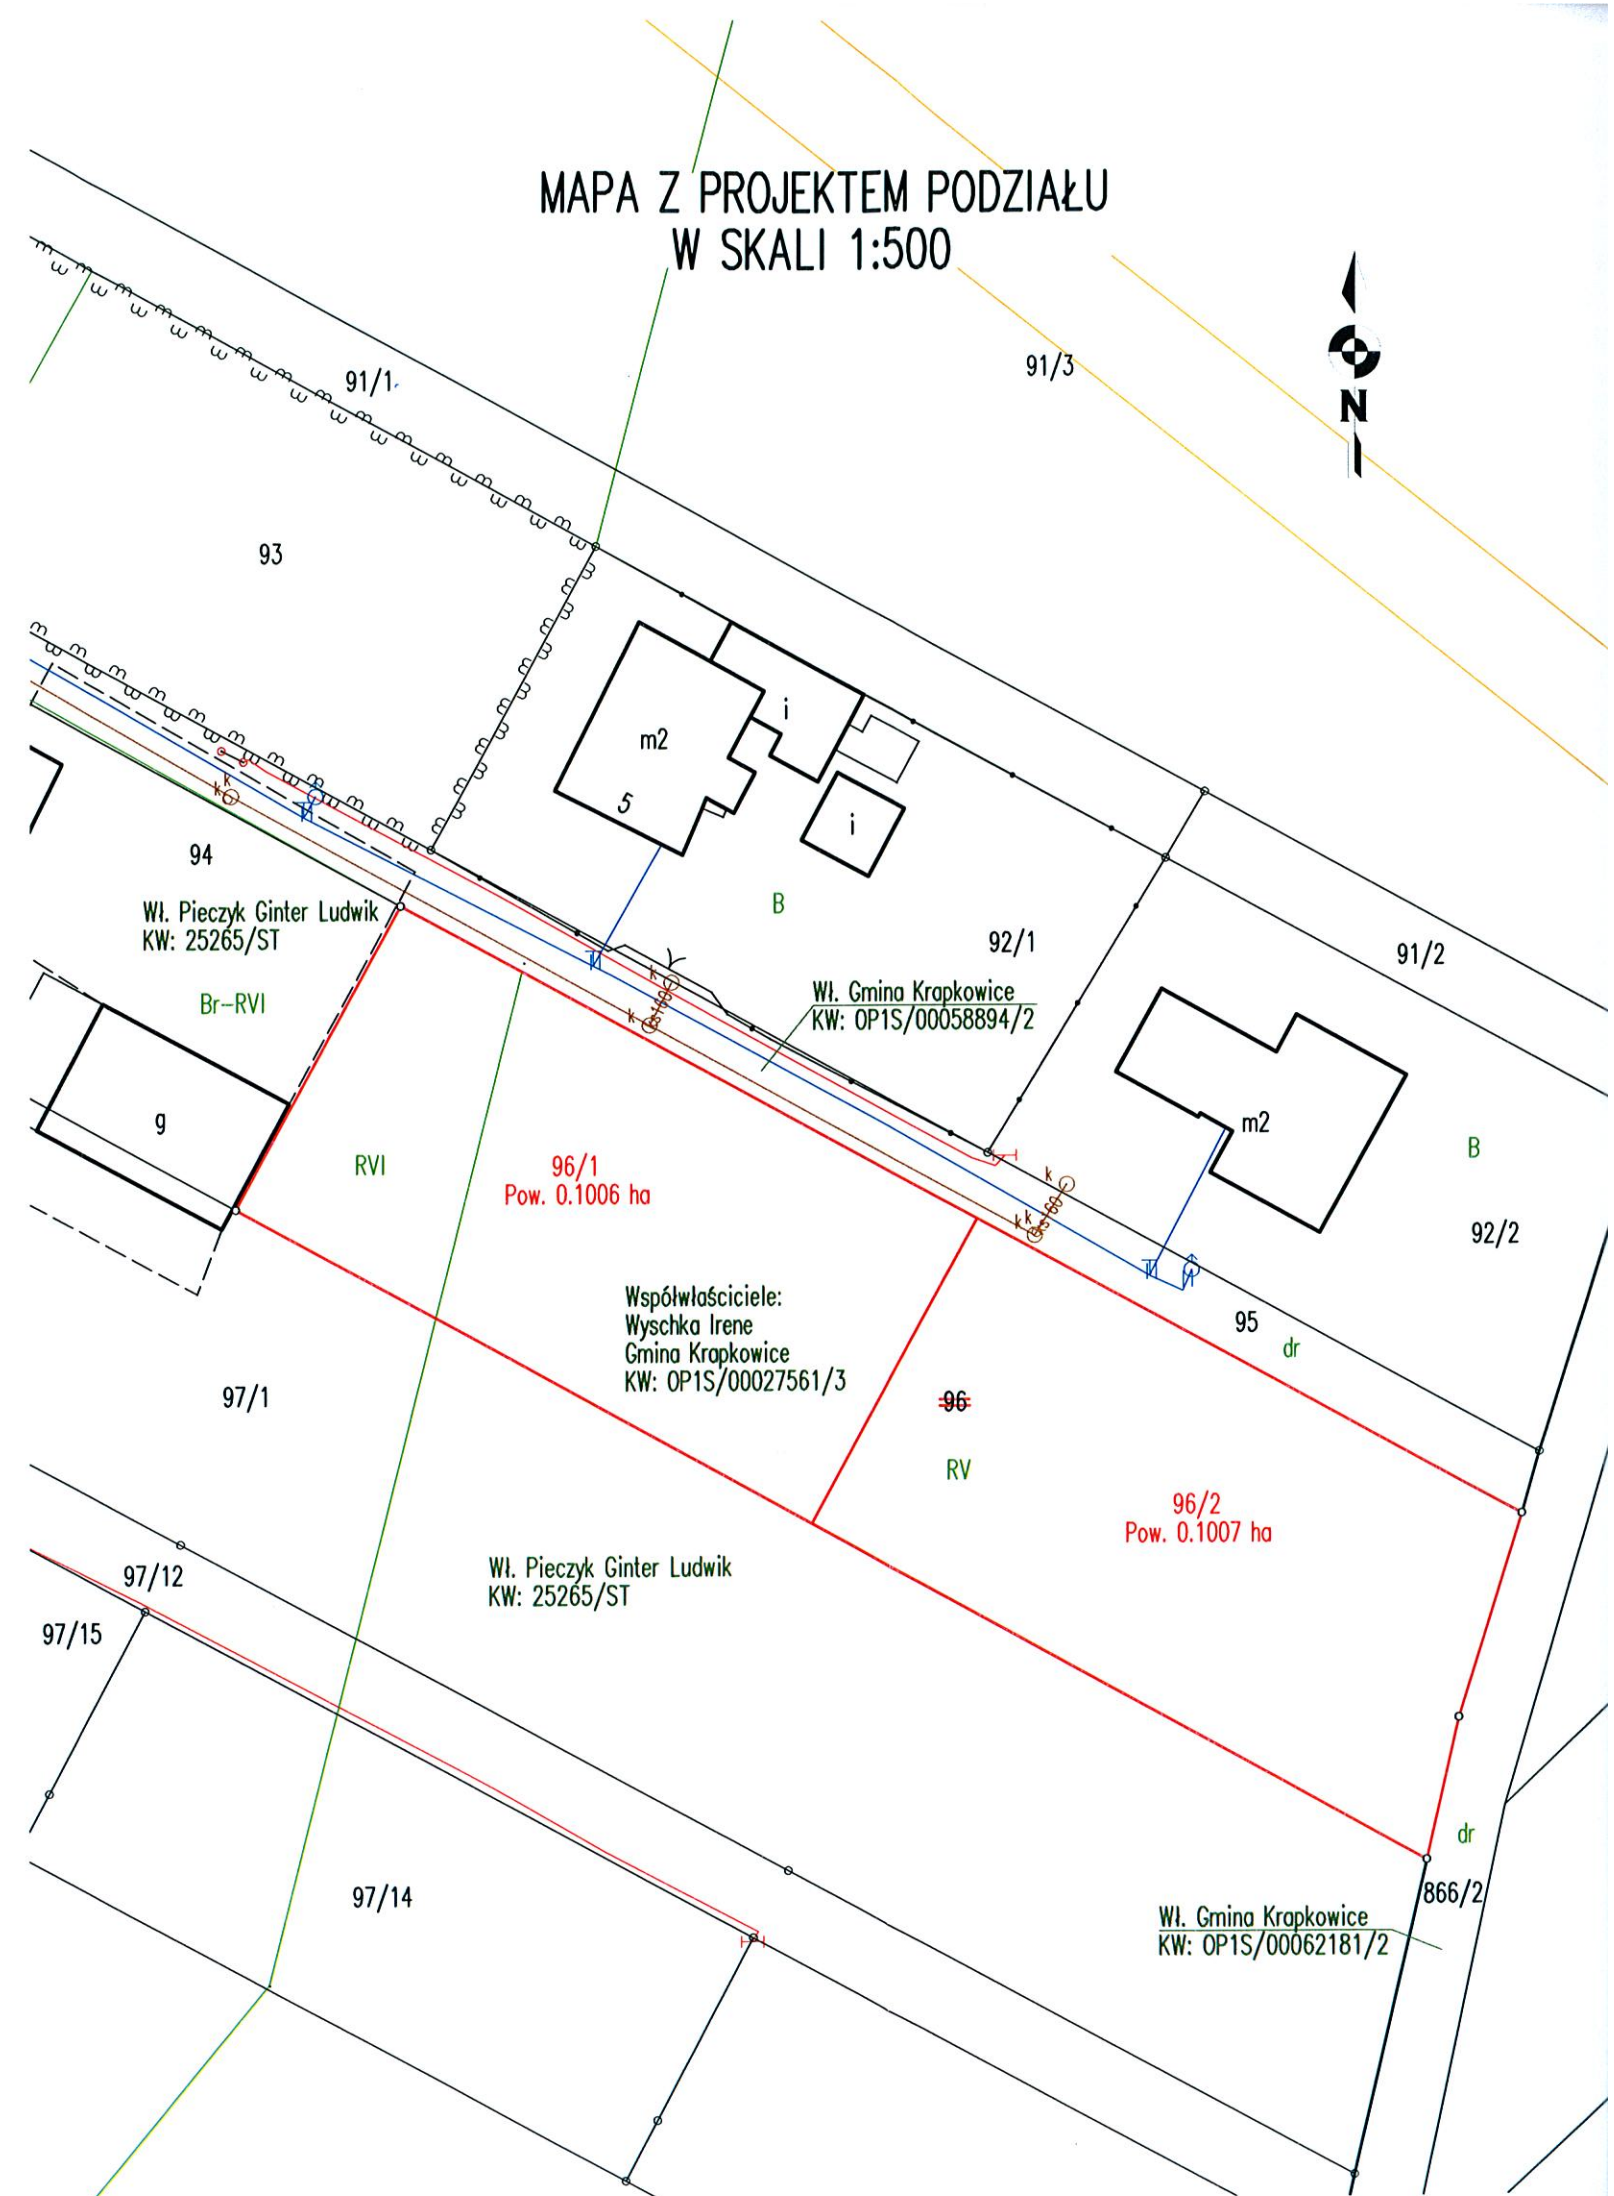 MAPA Z PROJEKTEM PODZIAŁU
W SKALI 1:500
91/1
91/3
N
93
i
m2
5
i
94
Wł. Pieczyk Ginter Ludwik
KW: 25265/ST
B
92/1
91/2
Br-RVI
Wł. Gmina Krapkowice
KW: OP1S/00058894/2
k
k
k
ks160
k
g
m2
B
RVI
96/1
Pow. 0.1006 ha
k
ks160
k
k
92/2
Współwłaściciele:
Wyschka Irene
Gmina Krapkowice
KW: OP1S/00027561/3
95
dr
97/1
96
RV
96/2
Pow. 0.1007 ha
97/12
Wł. Pieczyk Ginter Ludwik
KW: 25265/ST
97/15
dr
97/14
866/2
Wł. Gmina Krapkowice
KW: OP1S/00062181/2